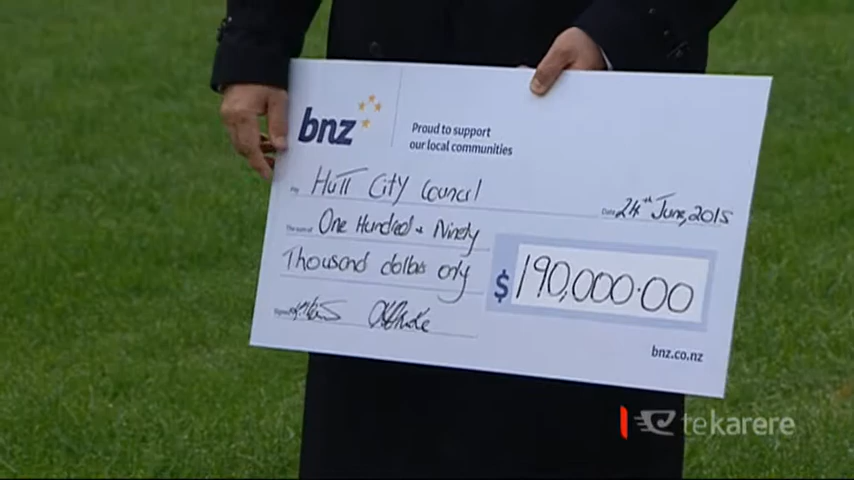 bnz
Proud to support
our local communities
Pay Hutt City Council
Date 24th June, 2015
The sum of One Hundred & Ninety
Thousand dollars only
$190,000.00
Signed
bnz.co.nz
tekarere